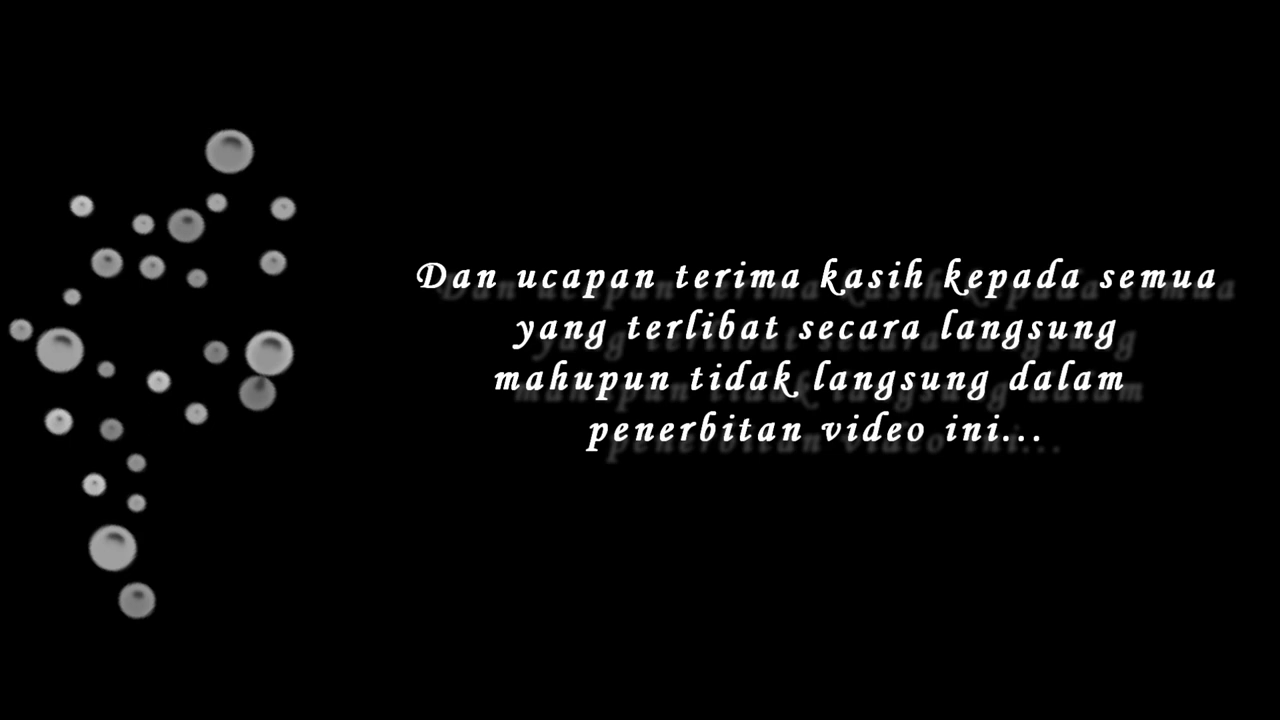 Dan ucapan terima kasih kepada semua
yang terlibat secara langsung
mahupun tidak langsung dalam
penerbitan video ini...